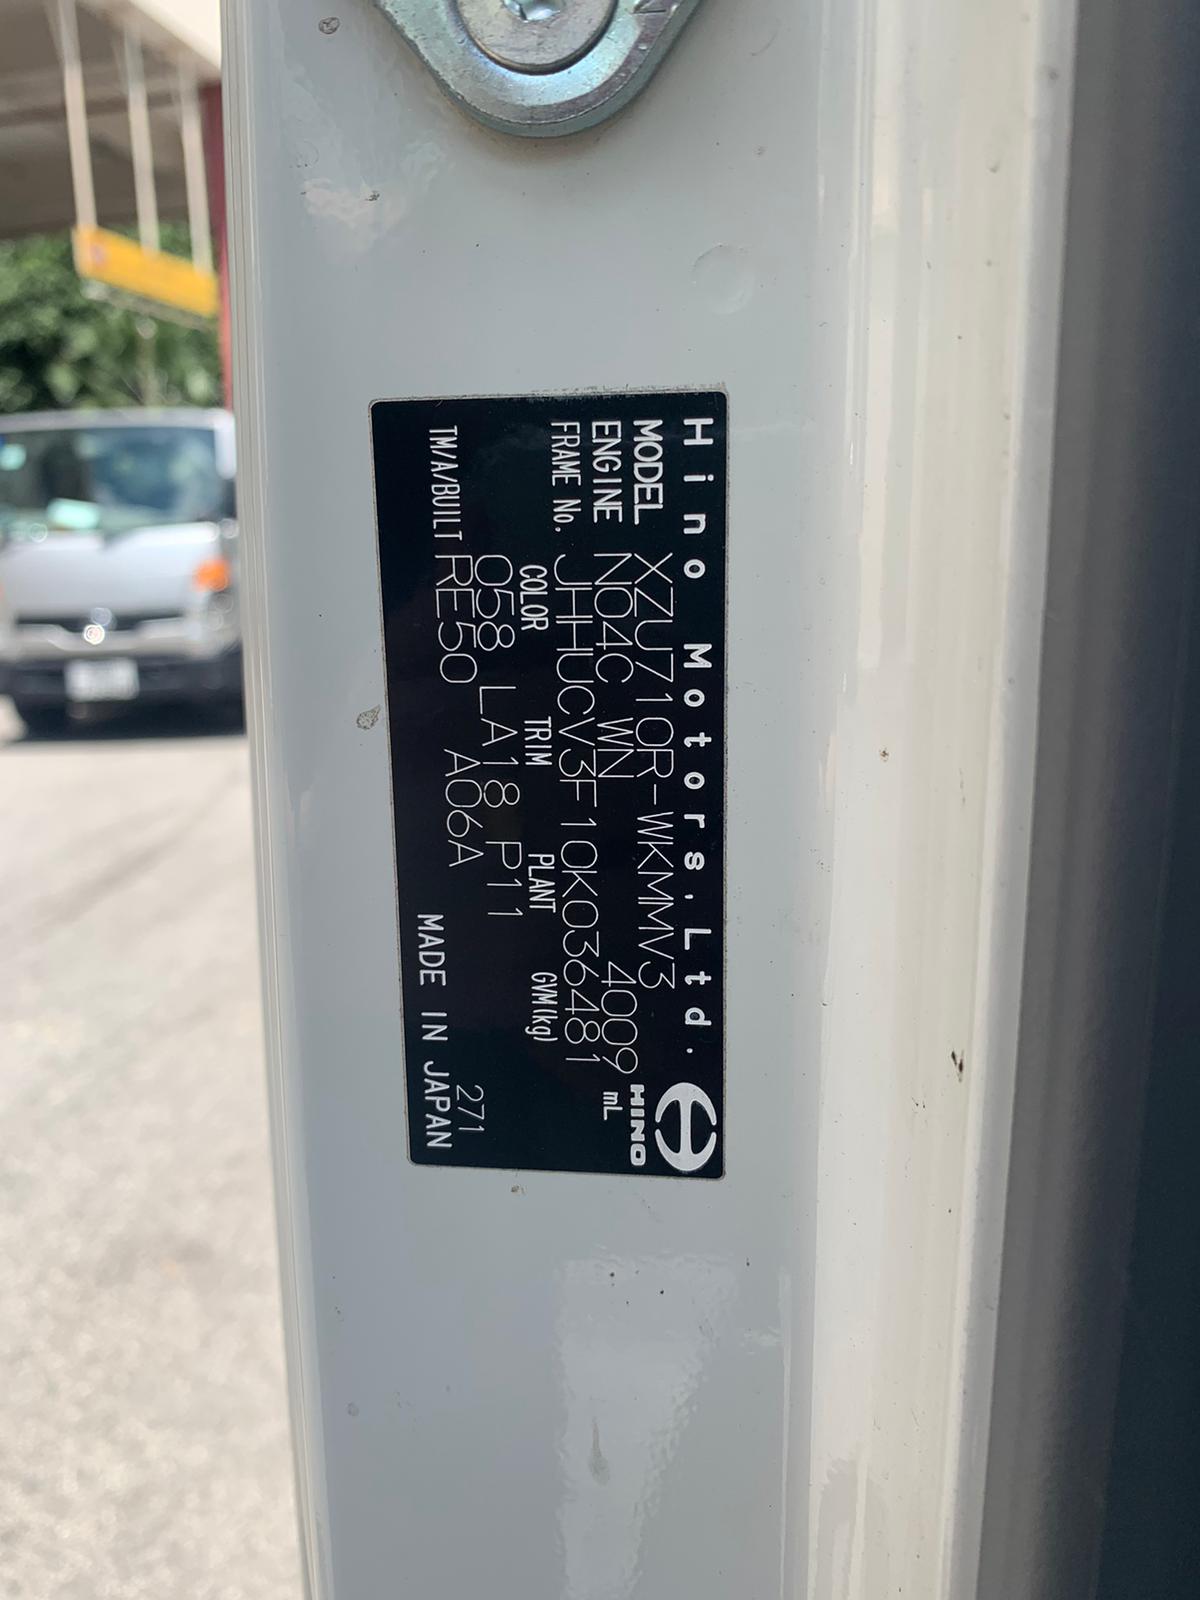 Hino Motors, Ltd.
HINO
MODEL XZU710R-WKMMV3
ENGINE N04C WN 4009 mL
FRAME No. JHHUCV3F10K036481
COLOR TRIM PLANT GVM(kg)
058 LA18 P11
TM/A/BUILT RE50 A06A 271
MADE IN JAPAN